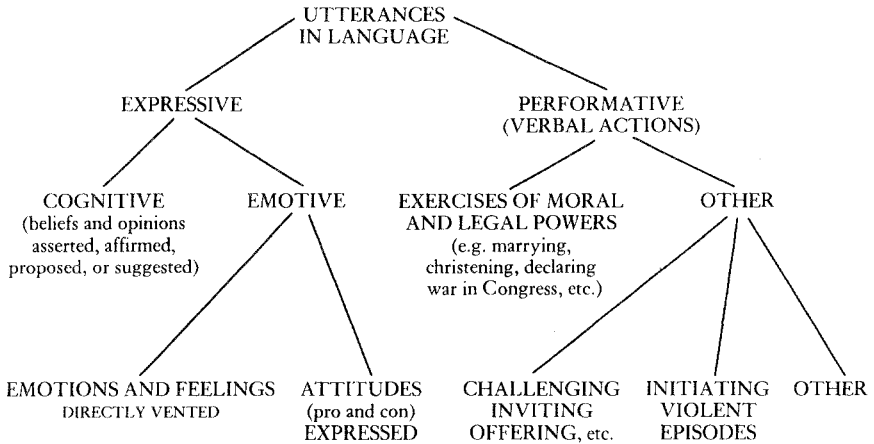 UTTERANCES
IN LANGUAGE
EXPRESSIVE
PERFORMATIVE
(VERBAL ACTIONS)
COGNITIVE
(beliefs and opinions
asserted, affirmed,
proposed, or suggested)
EMOTIVE
EXERCISES OF MORAL
AND LEGAL POWERS
(e.g. marrying,
christening, declaring
war in Congress, etc.)
OTHER
EMOTIONS AND FEELINGS
DIRECTLY VENTED
ATTITUDES
(pro and con)
EXPRESSED
CHALLENGING
INVITING
OFFERING, etc.
INITIATING
VIOLENT
EPISODES
OTHER